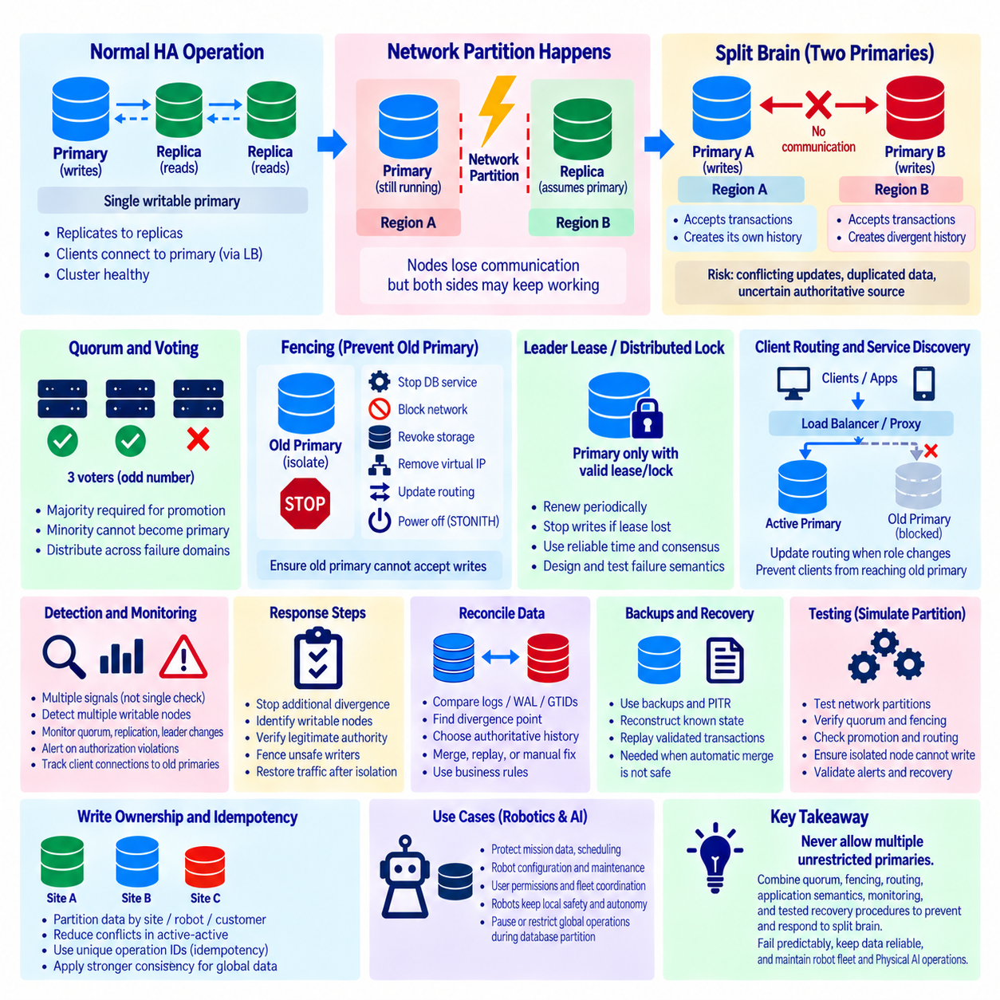 Normal HA Operation
Primary
(writes)
Replica
(reads)
Replica
(reads)
Single writable primary
• Replicates to replicas
• Clients connect to primary (via LB)
• Cluster healthy
Network Partition Happens
Primary
(still running)
Network
Partition
Replica
(assumes primary)
Region A
Region B
Nodes lose communication
but both sides may keep working
Split Brain (Two Primaries)
No
communication
Primary A
(writes)
Primary B
(writes)
Region A
Region B
• Accepts transactions
• Creates its own history
• Accepts transactions
• Creates divergent history
Risk: conflicting updates, duplicated data,
uncertain authoritative source
Quorum and Voting
3 voters (odd number)
• Majority required for promotion
• Minority cannot become primary
• Distribute across failure domains
Fencing (Prevent Old Primary)
Old Primary
(isolate)
STOP
Stop DB service
Block network
Revoke storage
Remove virtual IP
Update routing
Power off (STONITH)
Ensure old primary cannot accept writes
Leader Lease / Distributed Lock
Primary only with
valid lease/lock
• Renew periodically
• Stop writes if lease lost
• Use reliable time and consensus
• Design and test failure semantics
Client Routing and Service Discovery
Clients / Apps
Load Balancer / Proxy
Active Primary
Old Primary
(blocked)
Update routing when role changes
Prevent clients from reaching old primary
Detection and Monitoring
• Multiple signals (not single check)
• Detect multiple writable nodes
• Monitor quorum, replication, leader changes
• Alert on authorization violations
• Track client connections to old primaries
Response Steps
• Stop additional divergence
• Identify writable nodes
• Verify legitimate authority
• Fence unsafe writers
• Restore traffic after isolation
Reconcile Data
• Compare logs / WAL / GTIDs
• Find divergence point
• Choose authoritative history
• Merge, replay, or manual fix
• Use business rules
Backups and Recovery
• Use backups and PITR
• Reconstruct known state
• Replay validated transactions
• Needed when automatic merge
is not safe
Testing (Simulate Partition)
• Test network partitions
• Verify quorum and fencing
• Check promotion and routing
• Ensure isolated node cannot write
• Validate alerts and recovery
Write Ownership and Idempotency
Site A
Site B
Site C
• Partition data by site / robot / customer
• Reduce conflicts in active-active
• Use unique operation IDs (idempotency)
• Apply stronger consistency for global data
Use Cases (Robotics & AI)
• Protect mission data, scheduling
• Robot configuration and maintenance
• User permissions and fleet coordination
• Robots keep local safety and autonomy
• Pause or restrict global operations
during database partition
Key Takeaway
Never allow multiple
unrestricted primaries.
Combine quorum, fencing, routing,
application semantics, monitoring,
and tested recovery procedures to prevent
and respond to split brain.
Fail predictably, keep data reliable,
and maintain robot fleet and Physical AI operations.